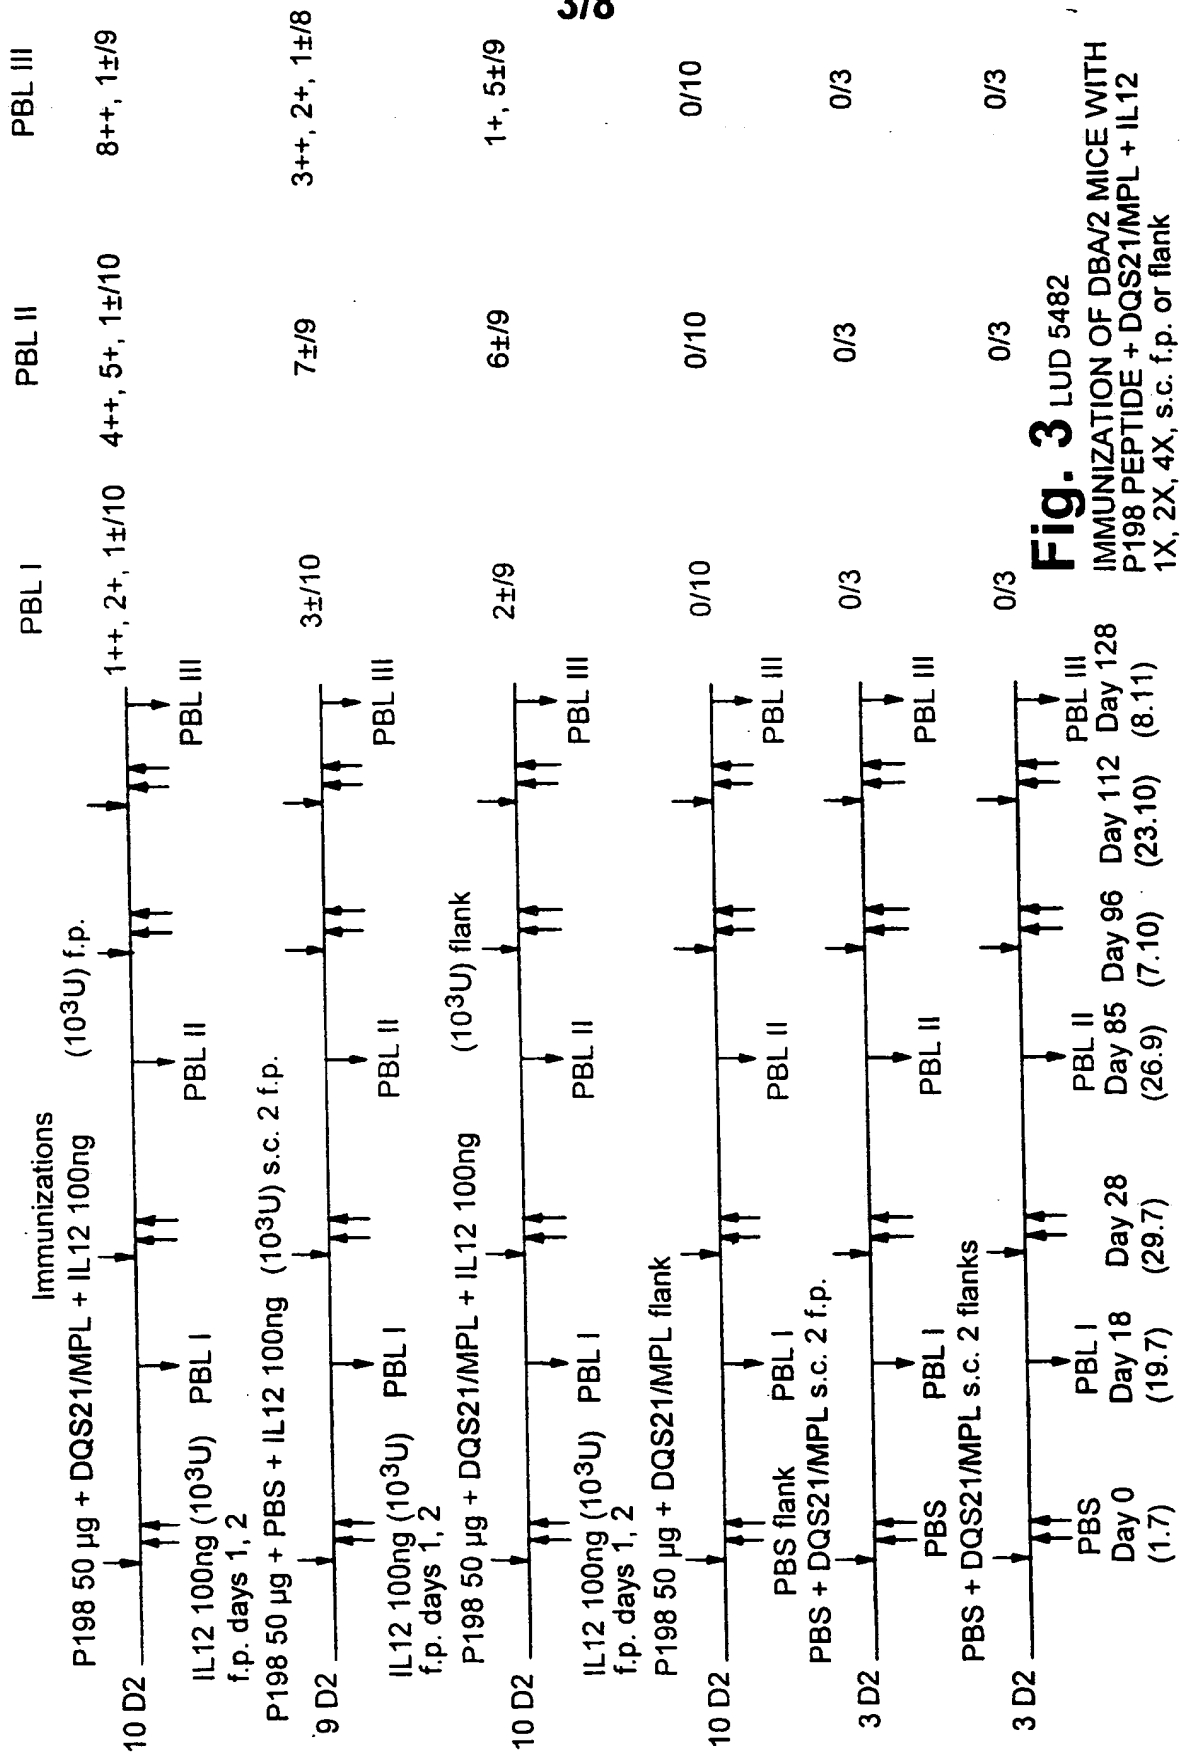 3/8
Immunizations
PBL I
PBL II
PBL III
P198 50 µg + DQS21/MPL + IL12 100ng (10³U) f.p.
10 D2
1++, 2+, 1±/10
4++, 5+, 1±/10
8++, 1±/9
IL12 100ng (10³U)
f.p. days 1, 2
PBL I
PBL II
PBL III
P198 50 µg + PBS + IL12 100ng (10³U) s.c. 2 f.p.
9 D2
3±/10
7±/9
3++, 2+, 1±/8
IL12 100ng (10³U)
f.p. days 1, 2
PBL I
PBL II
PBL III
P198 50 µg + DQS21/MPL + IL12 100ng (10³U) flank
10 D2
2±/9
6±/9
1+, 5±/9
IL12 100ng (10³U)
f.p. days 1, 2
PBL I
PBL II
PBL III
P198 50 µg + DQS21/MPL flank
10 D2
0/10
0/10
0/10
PBS flank
PBL I
PBL II
PBL III
PBS + DQS21/MPL s.c. 2 f.p.
3 D2
0/3
0/3
0/3
PBS
PBL I
PBL II
PBL III
PBS + DQS21/MPL s.c. 2 flanks
3 D2
0/3
0/3
0/3
PBS
PBL I
PBL II
PBL III
Day 0
Day 18
Day 28
Day 85
Day 96
Day 112
Day 128
(1.7)
(19.7)
(29.7)
(26.9)
(7.10)
(23.10)
(8.11)
Fig. 3 LUD 5482
IMMUNIZATION OF DBA/2 MICE WITH
P198 PEPTIDE + DQS21/MPL + IL12
1X, 2X, 4X, s.c. f.p. or flank